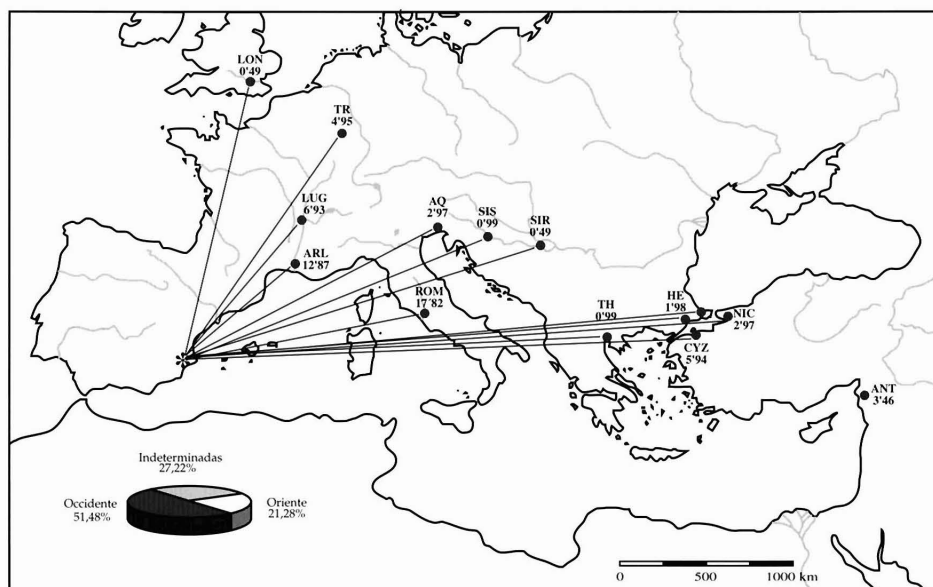 LON
0'49
TR
4'95
LUG
6'93
ARL
12'87
AQ
2'97
SIS
0'99
SIR
0'49
ROM
17'82
TH
0'99
HE
1'98
NIC
2'97
CYZ
5'94
ANT
3'46
Indeterminadas
27,22%
Occidente
51,48%
Oriente
21,28%
0 500 1000 km